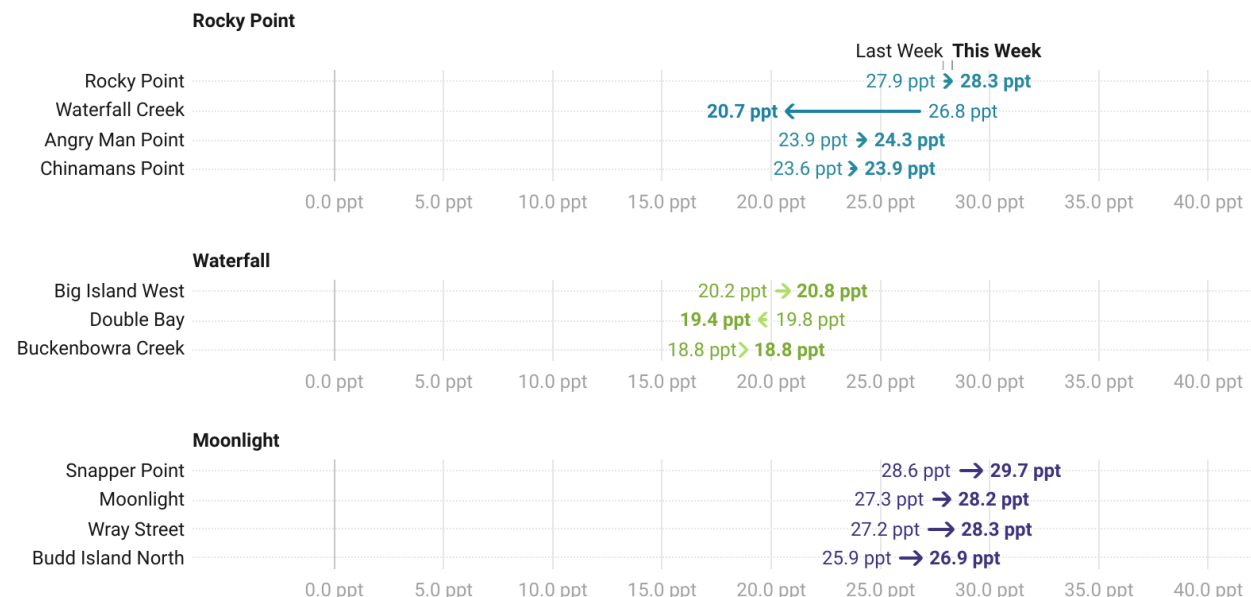 Rocky Point
Last Week This Week
Rocky Point 27.9 ppt 28.3 ppt
Waterfall Creek 20.7 ppt 26.8 ppt
Angry Man Point 23.9 ppt 24.3 ppt
Chinamans Point 23.6 ppt 23.9 ppt
0.0 ppt 5.0 ppt 10.0 ppt 15.0 ppt 20.0 ppt 25.0 ppt 30.0 ppt 35.0 ppt 40.0 ppt
Waterfall
Big Island West 20.2 ppt 20.8 ppt
Double Bay 19.4 ppt 19.8 ppt
Buckenbowra Creek 18.8 ppt 18.8 ppt
0.0 ppt 5.0 ppt 10.0 ppt 15.0 ppt 20.0 ppt 25.0 ppt 30.0 ppt 35.0 ppt 40.0 ppt
Moonlight
Snapper Point 28.6 ppt 29.7 ppt
Moonlight 27.3 ppt 28.2 ppt
Wray Street 27.2 ppt 28.3 ppt
Budd Island North 25.9 ppt 26.9 ppt
0.0 ppt 5.0 ppt 10.0 ppt 15.0 ppt 20.0 ppt 25.0 ppt 30.0 ppt 35.0 ppt 40.0 ppt